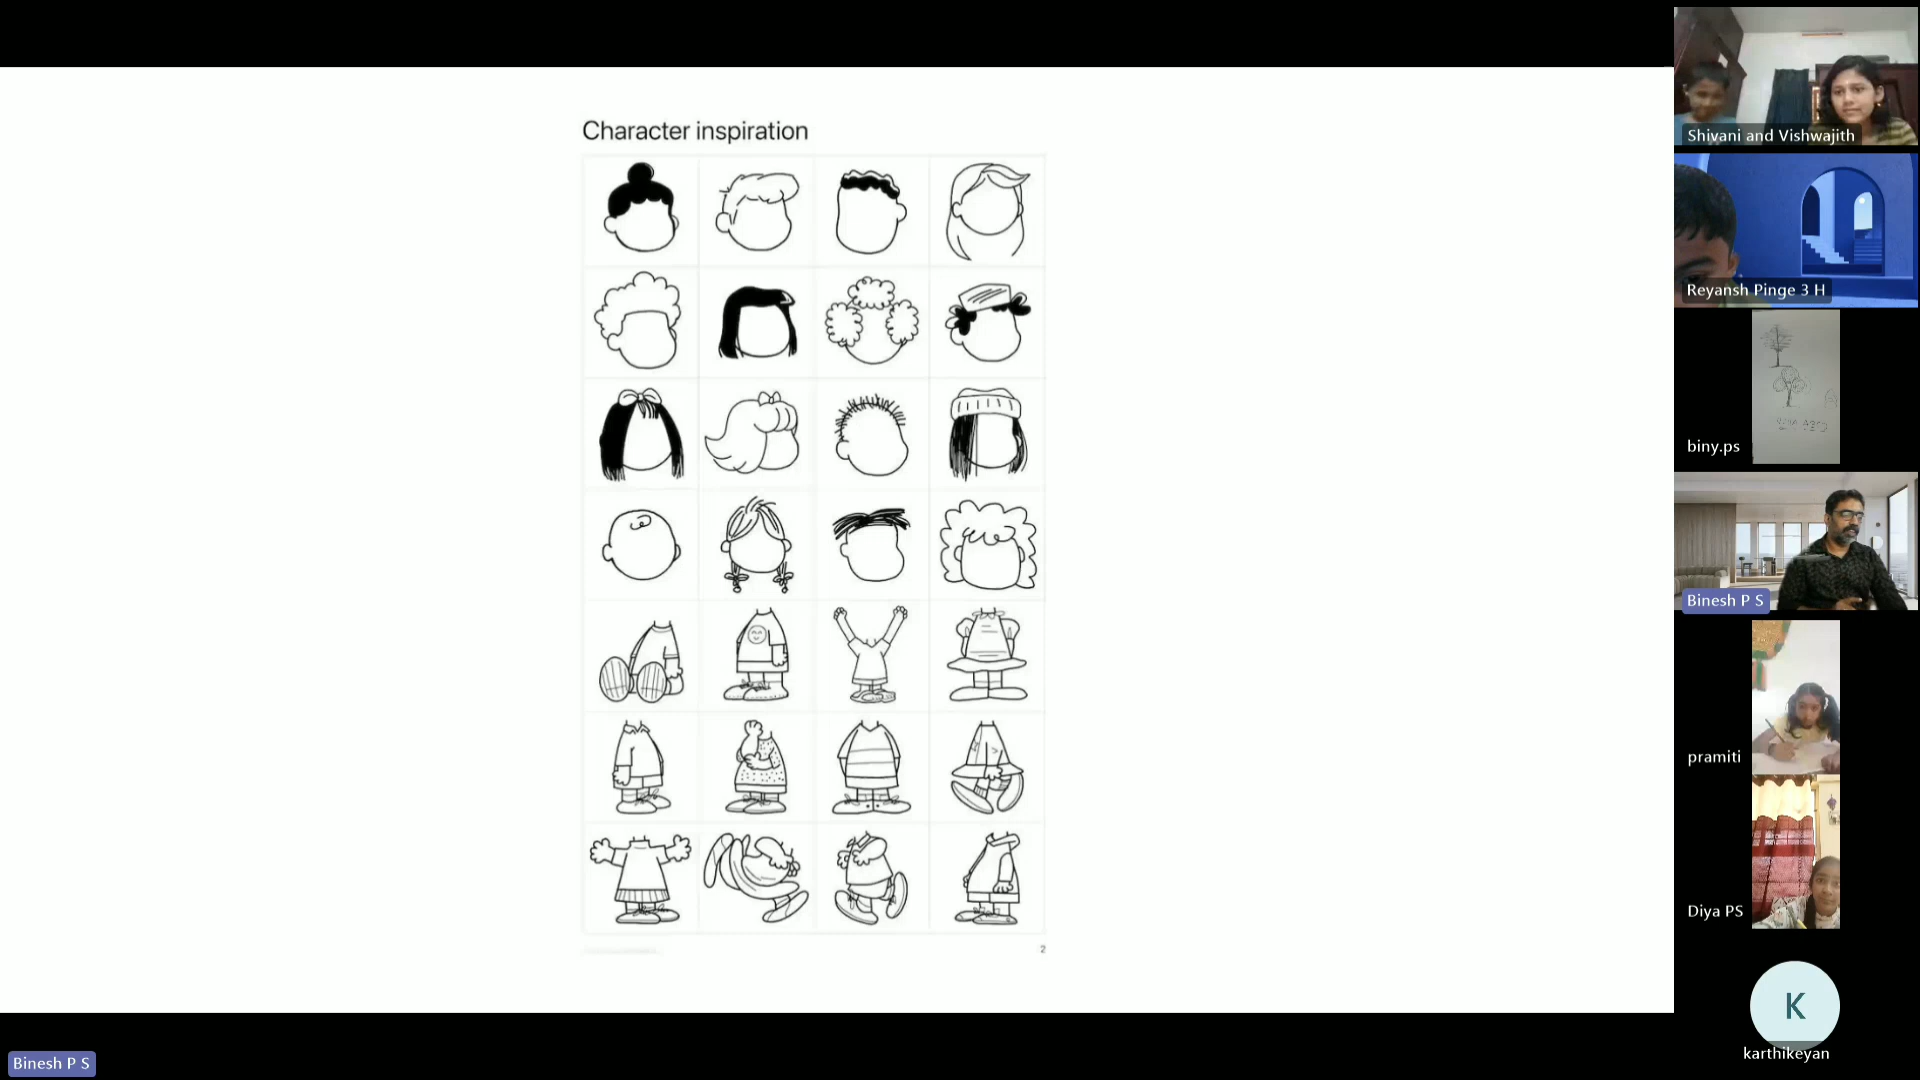 Character inspiration
2
Shivani and Vishwajith
Reyansh Pinge 3 H
biny.ps
Binesh P S
pramiti
Diya PS
K
karthikeyan
Binesh P S